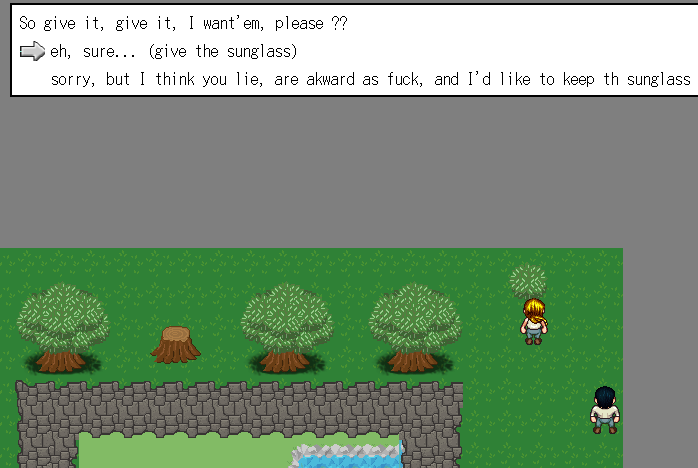 So give it, give it, I want'em, please ??
eh, sure... (give the sunglass)
sorry, but I think you lie, are akward as fuck, and I'd like to keep th sunglass